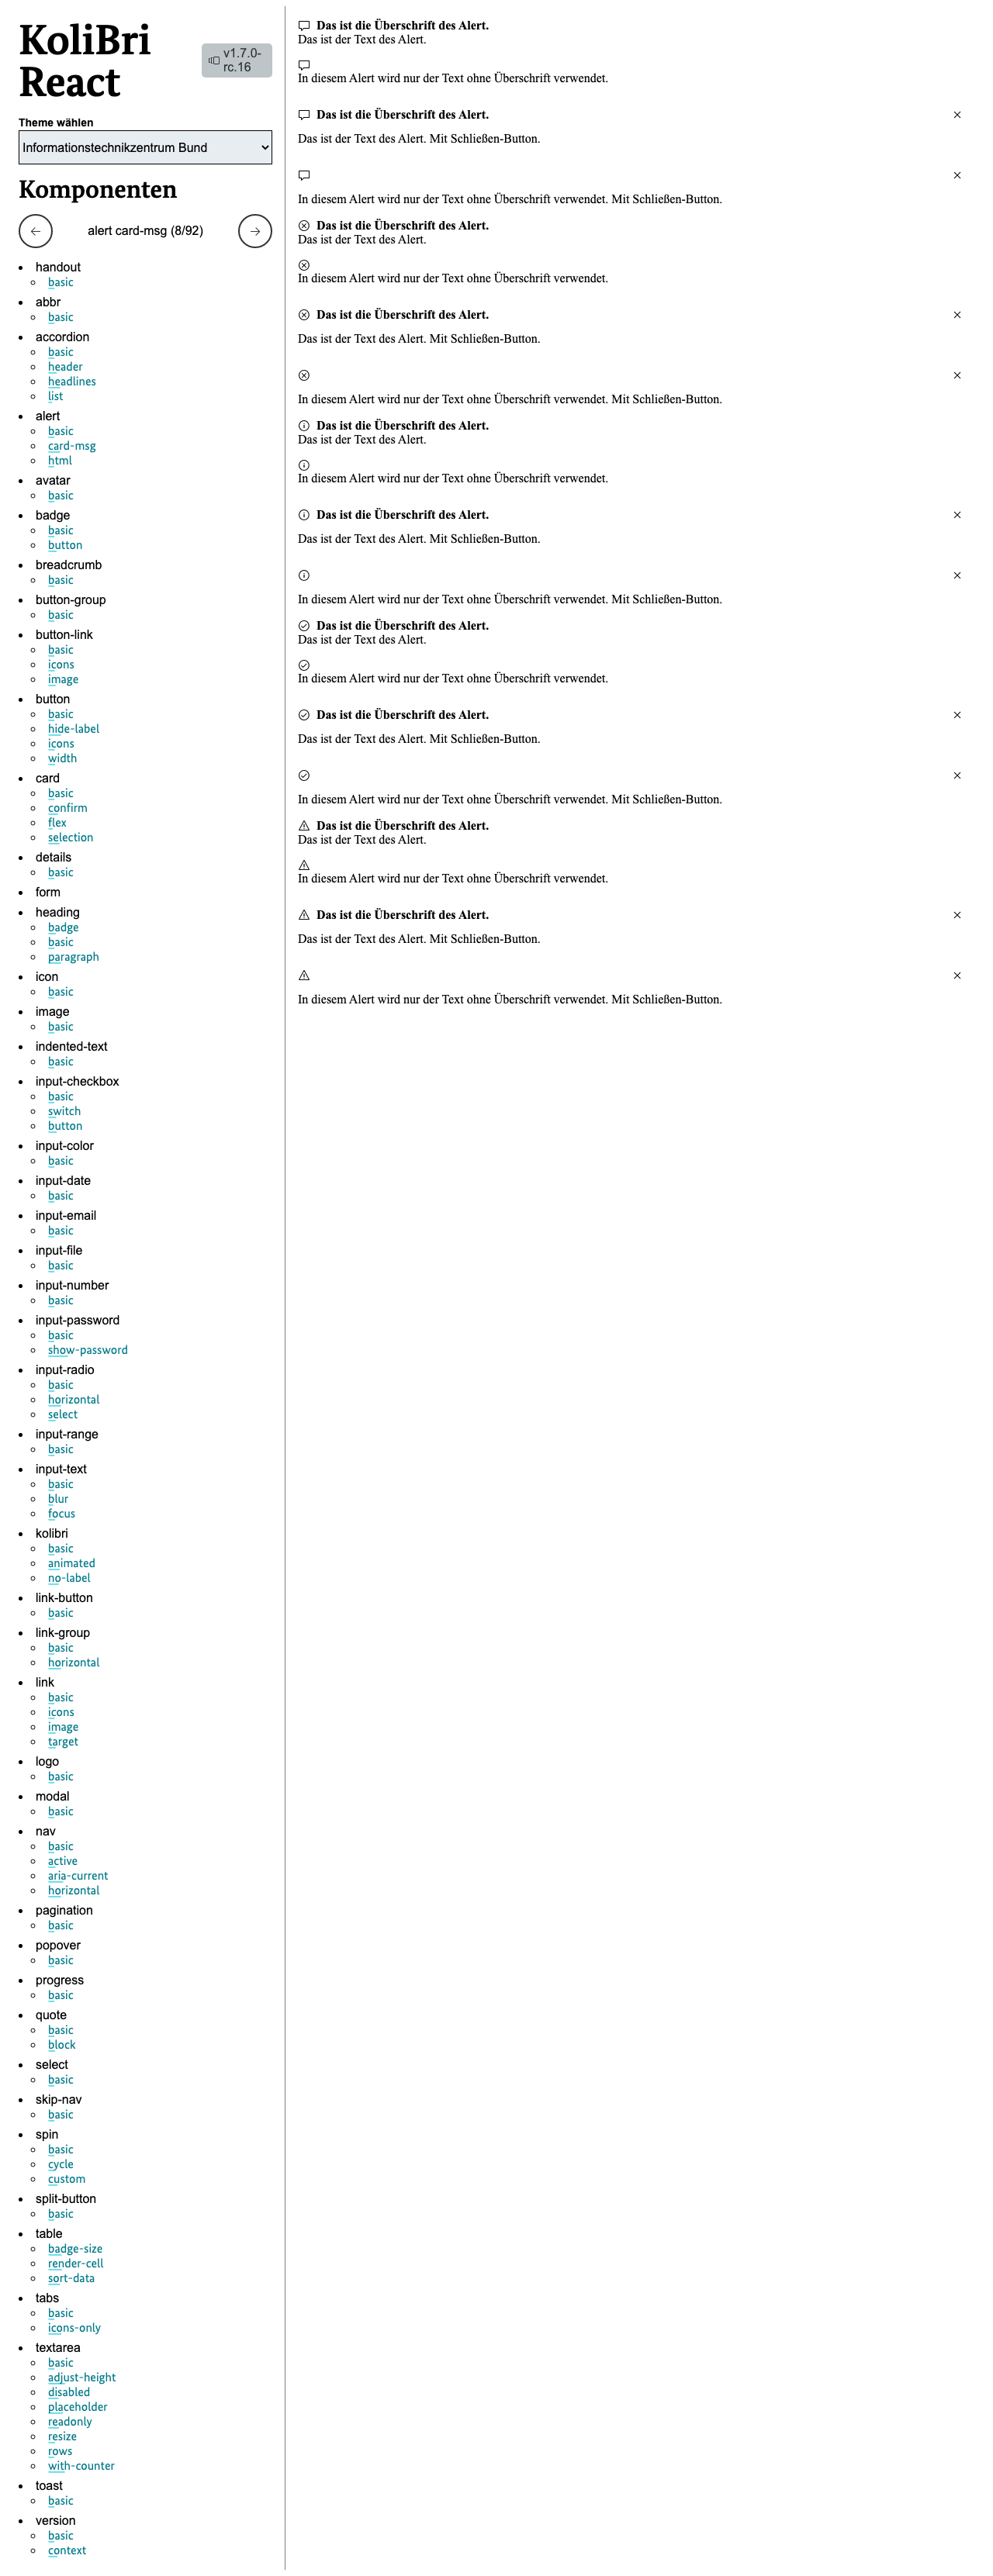 KoliBri
React
v1.7.0-
rc.16
Theme wählen
Informationstechnikzentrum Bund
Komponenten
alert card-msg (8/92)
handout
basic
abbr
basic
accordion
basic
header
headlines
list
alert
basic
card-msg
html
avatar
basic
badge
basic
button
breadcrumb
basic
button-group
basic
button-link
basic
icons
image
button
basic
hide-label
icons
width
card
basic
confirm
flex
selection
details
basic
form
heading
badge
basic
paragraph
icon
basic
image
basic
indented-text
basic
input-checkbox
basic
switch
button
input-color
basic
input-date
basic
input-email
basic
input-file
basic
input-number
basic
input-password
basic
show-password
input-radio
basic
horizontal
select
input-range
basic
input-text
basic
blur
focus
kolibri
basic
animated
no-label
link-button
basic
link-group
basic
horizontal
link
basic
icons
image
target
logo
basic
modal
basic
nav
basic
active
aria-current
horizontal
pagination
basic
popover
basic
progress
basic
quote
basic
block
select
basic
skip-nav
basic
spin
basic
cycle
custom
split-button
basic
table
badge-size
render-cell
sort-data
tabs
basic
icons-only
textarea
basic
adjust-height
disabled
placeholder
readonly
resize
rows
with-counter
toast
basic
version
basic
context
Das ist die Überschrift des Alert.
Das ist der Text des Alert.
In diesem Alert wird nur der Text ohne Überschrift verwendet.
Das ist die Überschrift des Alert.
Das ist der Text des Alert. Mit Schließen-Button.
In diesem Alert wird nur der Text ohne Überschrift verwendet. Mit Schließen-Button.
Das ist die Überschrift des Alert.
Das ist der Text des Alert.
In diesem Alert wird nur der Text ohne Überschrift verwendet.
Das ist die Überschrift des Alert.
Das ist der Text des Alert. Mit Schließen-Button.
In diesem Alert wird nur der Text ohne Überschrift verwendet. Mit Schließen-Button.
Das ist die Überschrift des Alert.
Das ist der Text des Alert.
In diesem Alert wird nur der Text ohne Überschrift verwendet.
Das ist die Überschrift des Alert.
Das ist der Text des Alert. Mit Schließen-Button.
In diesem Alert wird nur der Text ohne Überschrift verwendet. Mit Schließen-Button.
Das ist die Überschrift des Alert.
Das ist der Text des Alert.
In diesem Alert wird nur der Text ohne Überschrift verwendet.
Das ist die Überschrift des Alert.
Das ist der Text des Alert. Mit Schließen-Button.
In diesem Alert wird nur der Text ohne Überschrift verwendet. Mit Schließen-Button.
Das ist die Überschrift des Alert.
Das ist der Text des Alert.
In diesem Alert wird nur der Text ohne Überschrift verwendet.
Das ist die Überschrift des Alert.
Das ist der Text des Alert. Mit Schließen-Button.
In diesem Alert wird nur der Text ohne Überschrift verwendet. Mit Schließen-Button.